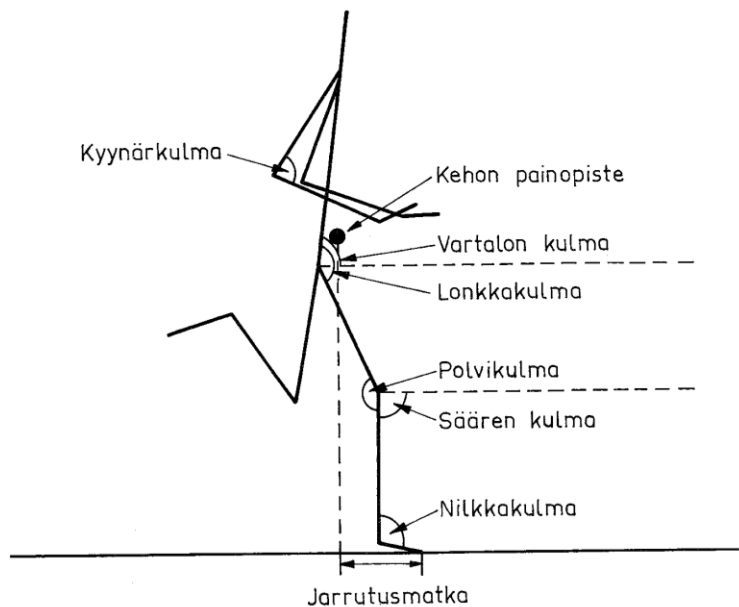 Kyynärkulma
Kehon painopiste
Vartalon kulma
Lonkkakulma
Polvikulma
Säären kulma
Nilkkakulma
Jarrutusmatka